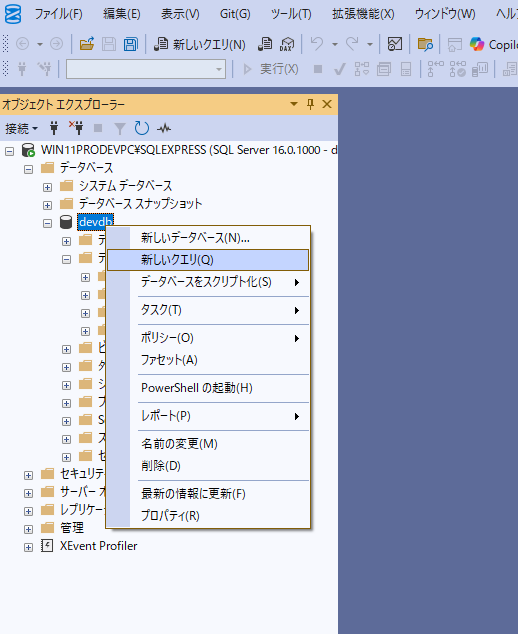 ファイル(F) 編集(E) 表示(V) Git(G) ツール(T) 拡張機能(X) ウィンドウ(W) ヘルプ(H)
新しいクエリ(N) DAX Copilo
実行(X)
オブジェクト エクスプローラー
接続
WIN11PRODEVPC¥SQLEXPRESS (SQL Server 16.0.1000 - d
データベース
システム データベース
データベース スナップショット
devdb
新しいデータベース(N)...
新しいクエリ(Q)
データベースをスクリプト化(S)
タスク(T)
ポリシー(O)
ファセット(A)
PowerShell の起動(H)
レポート(P)
名前の変更(M)
削除(D)
最新の情報に更新(F)
プロパティ(R)
セキュリティ
サーバー オ
レプリケー
管理
XEvent Profiler